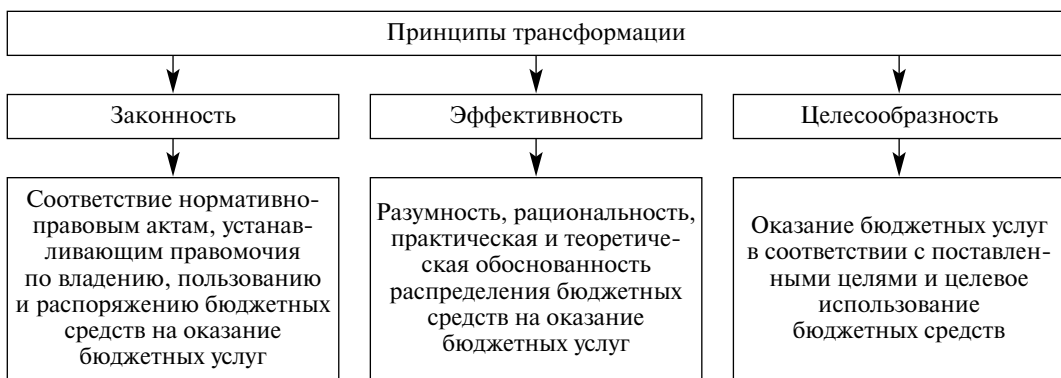 Принципы трансформации
Законность
Эффективность
Целесообразность
Соответствие нормативно-
правовым актам, устанав-
ливающим правомочия
по владению, пользованию
и распоряжению бюджетных
средств на оказание
бюджетных услуг
Разумность, рациональность,
практическая и теоретиче-
ская обоснованность
распределения бюджетных
средств на оказание
бюджетных услуг
Оказание бюджетных услуг
в соответствии с поставлен-
ными целями и целевое
использование
бюджетных средств